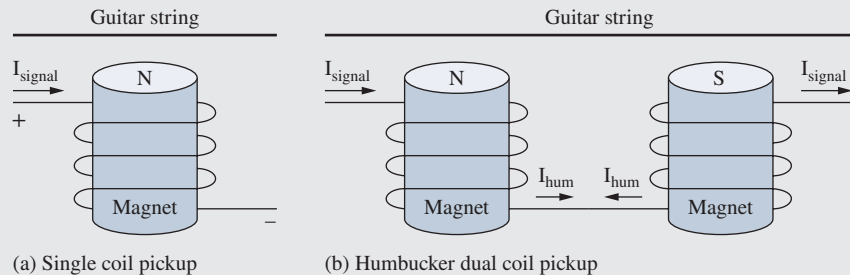 Guitar string
I_signal
N
+
Magnet
−
(a) Single coil pickup
Guitar string
I_signal
N
S
I_signal
I_hum
I_hum
Magnet
Magnet
(b) Humbucker dual coil pickup